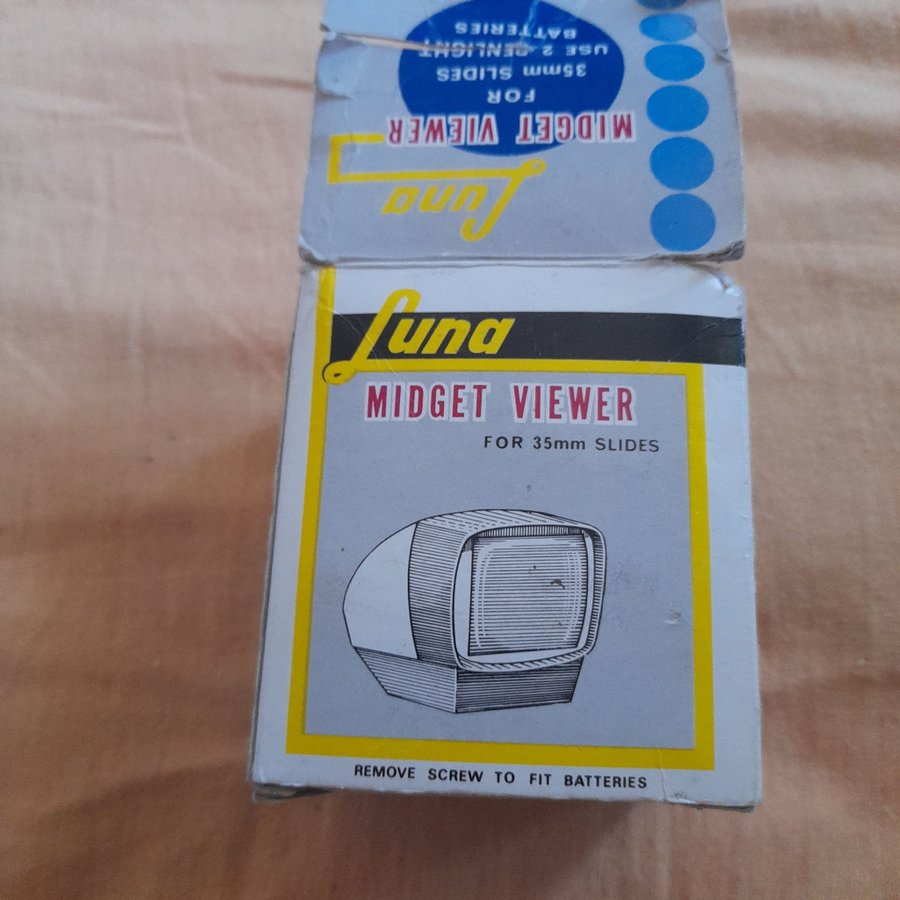 Luna
MIDGET VIEWER
FOR
35mm SLIDES
USE 2 PENLIGHT
BATTERIES
Luna
MIDGET VIEWER
FOR 35mm SLIDES
REMOVE SCREW TO FIT BATTERIES